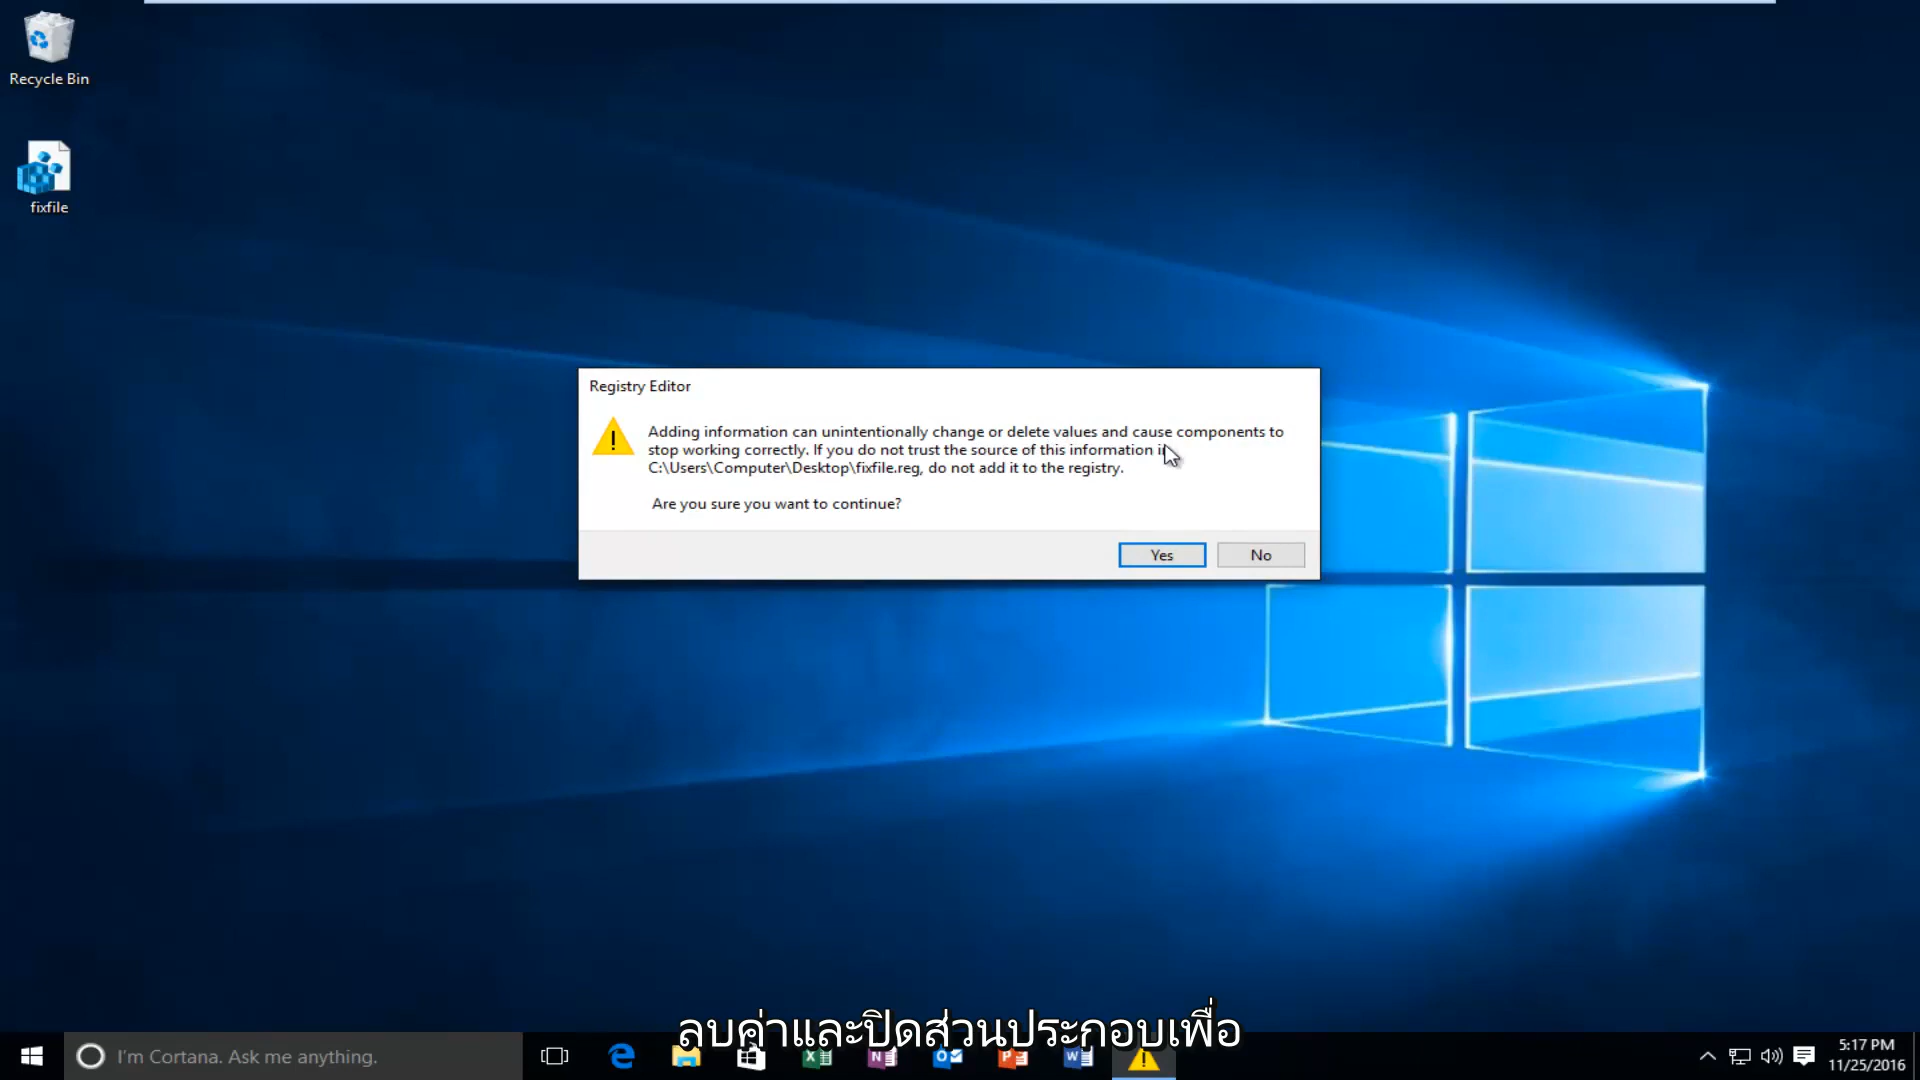 Recycle Bin
fixfile
Registry Editor
Adding information can unintentionally change or delete values and cause components to
stop working correctly. If you do not trust the source of this information
C:\Users\Computer\Desktop\fixfile.reg, do not add it to the registry.
Are you sure you want to continue?
Yes
No
ลบค่าและปิดส่วนประกอบเพื่อ
I'm Cortana. Ask me anything.
5:17 PM
11/25/2016